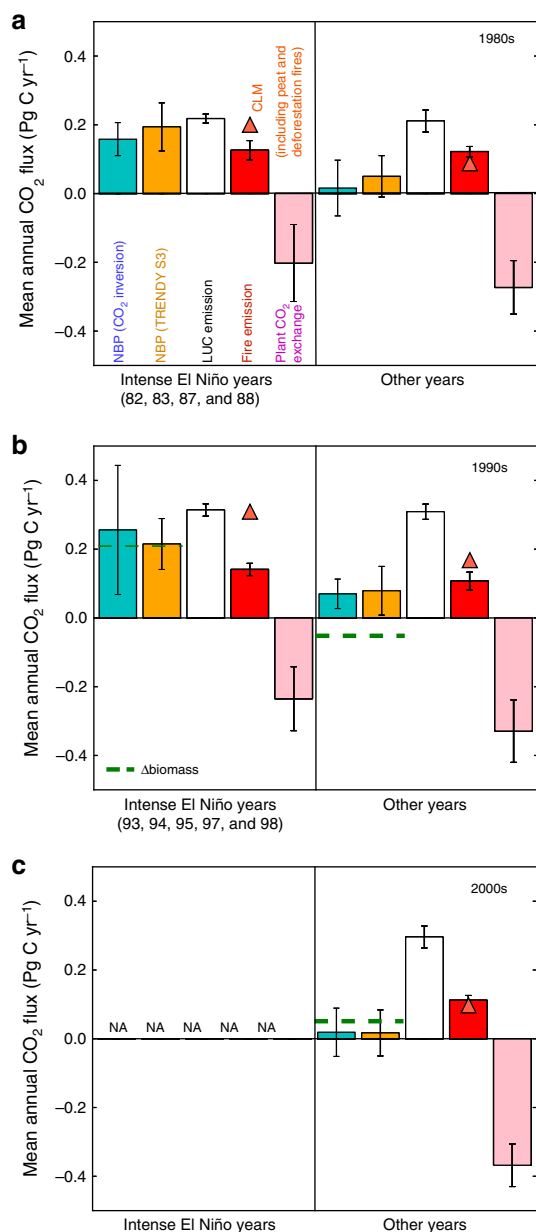 a
Mean annual CO₂ flux (Pg C yr⁻¹)
0.4
0.2
0.0
−0.2
−0.4
1980s
CLM
(including peat and
deforestation fires)
NBP (CO₂ inversion)
NBP (TRENDY S3)
LUC emission
Fire emission
Plant CO₂
exchange
Intense El Niño years
(82, 83, 87, and 88)
Other years
b
Mean annual CO₂ flux (Pg C yr⁻¹)
0.4
0.2
0.0
−0.2
−0.4
1990s
Δbiomass
Intense El Niño years
(93, 94, 95, 97, and 98)
Other years
c
Mean annual CO₂ flux (Pg C yr⁻¹)
0.4
0.2
0.0
−0.2
−0.4
2000s
NA NA NA NA NA
Intense El Niño years
Other years